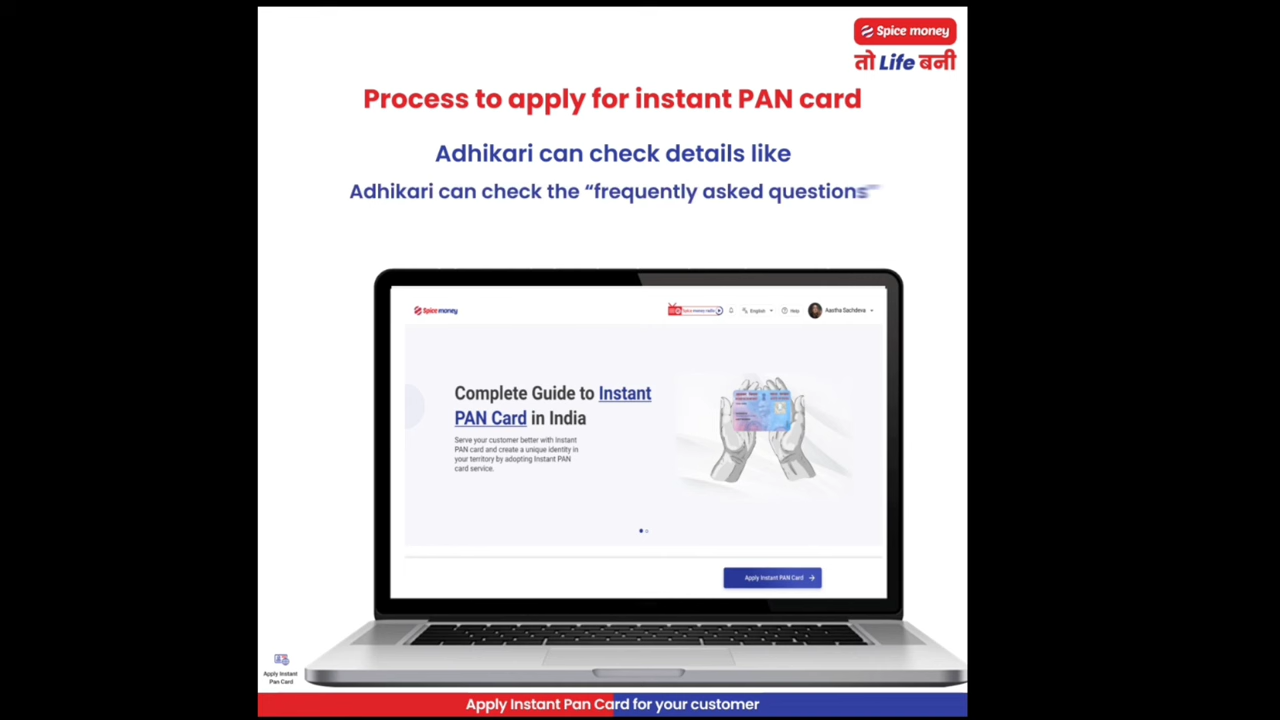 Spice money
तो Life बनी
Process to apply for instant PAN card
Adhikari can check details like
Adhikari can check the “frequently asked questions”
Spice money
Spice money radio
English
Help
Aastha Sachdeva
Complete Guide to Instant
PAN Card in India
Serve your customer better with Instant
PAN card and create a unique identity in
your territory by adopting Instant PAN
card service.
Apply Instant PAN Card
Apply Instant
Pan Card
Apply Instant Pan Card for your customer